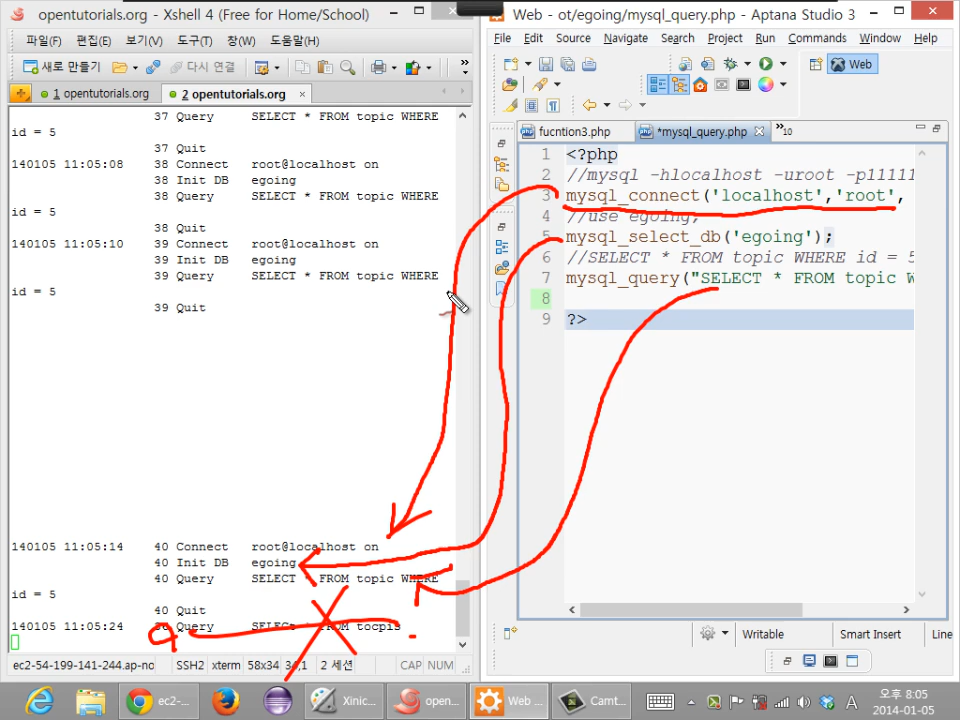 opentutorials.org - Xshell 4 (Free for Home/School)
파일(F) 편집(E) 보기(V) 도구(T) 창(W) 도움말(H)
새로 만들기 다시 연결
1 opentutorials.org
2 opentutorials.org
37 Query SELECT * FROM topic WHERE
id = 5
37 Quit
140105 11:05:08 38 Connect root@localhost on
38 Init DB egoing
38 Query SELECT * FROM topic WHERE
id = 5
38 Quit
140105 11:05:10 39 Connect root@localhost on
39 Init DB egoing
39 Query SELECT * FROM topic WHERE
id = 5
39 Quit
140105 11:05:14 40 Connect root@localhost on
40 Init DB egoing
40 Query SELECT * FROM topic WHERE
id = 5
40 Quit
140105 11:05:24 Query FROM tocpis
ec2-54-199-141-244.ap-no SSH2 xterm 58x34 34,1 2 세션 CAP NUM
Web - ot/egoing/mysql_query.php - Aptana Studio 3
File Edit Source Navigate Search Project Run Commands Window Help
Web
fucntion3.php
*mysql_query.php
»10
1 <?php
2 //mysql -hlocalhost -uroot -p11111
3 mysql_connect('localhost','root',
4 //use egoing;
5 mysql_select_db('egoing');
6 //SELECT * FROM topic WHERE id = 5
7 mysql_query("SELECT * FROM topic W
8
9 ?>
Writable Smart Insert Line
ec2-... Xinic... open... Web ... Camt...
A
오후 8:05
2014-01-05